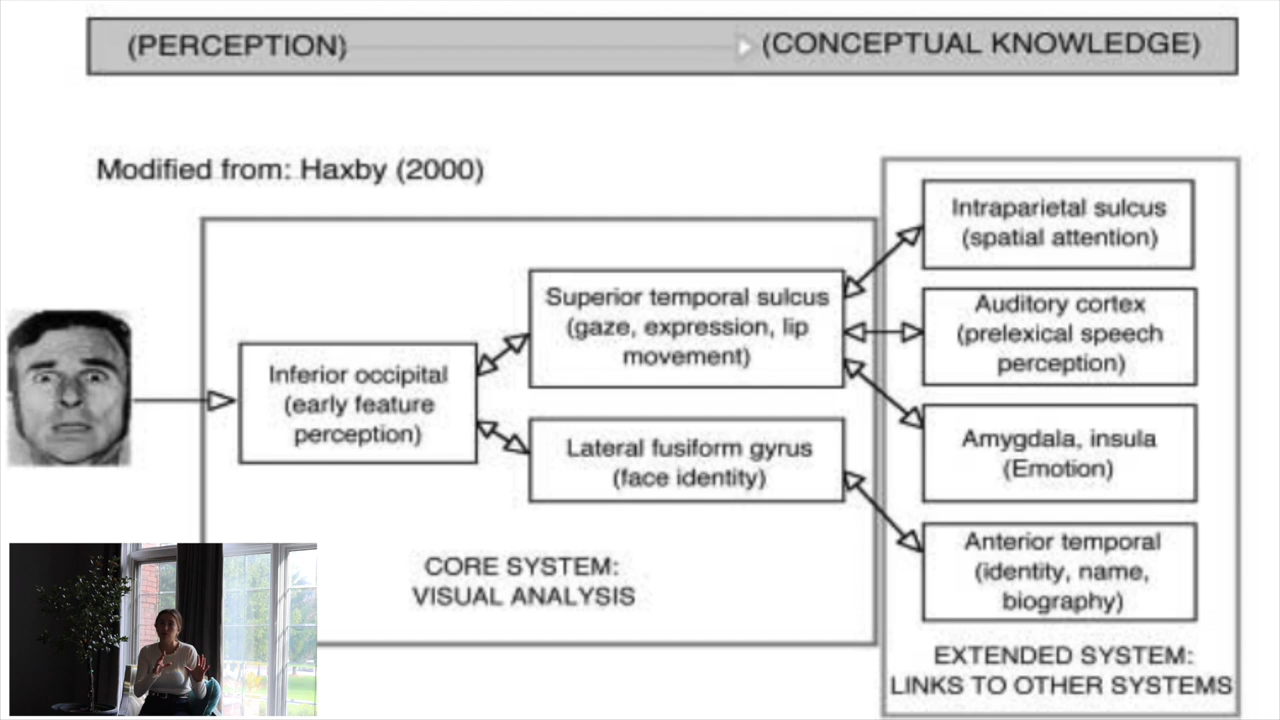 (PERCEPTION)
(CONCEPTUAL KNOWLEDGE)
Modified from: Haxby (2000)
Inferior occipital
(early feature
perception)
Superior temporal sulcus
(gaze, expression, lip
movement)
Lateral fusiform gyrus
(face identity)
CORE SYSTEM:
VISUAL ANALYSIS
Intraparietal sulcus
(spatial attention)
Auditory cortex
(prelexical speech
perception)
Amygdala, insula
(Emotion)
Anterior temporal
(identity, name,
biography)
EXTENDED SYSTEM:
LINKS TO OTHER SYSTEMS